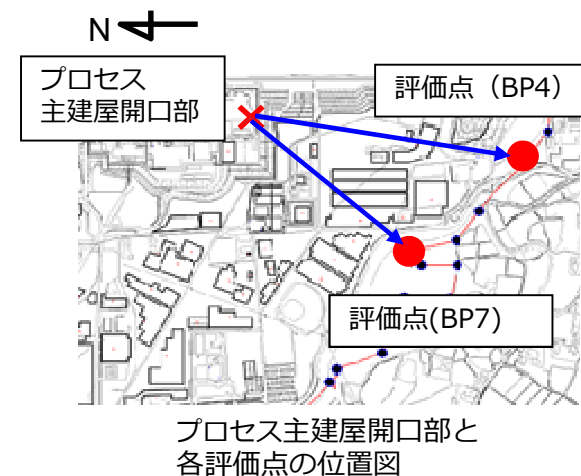 N
プロセス
主建屋開口部
評価点（BP4）
評価点(BP7)
プロセス主建屋開口部と
各評価点の位置図